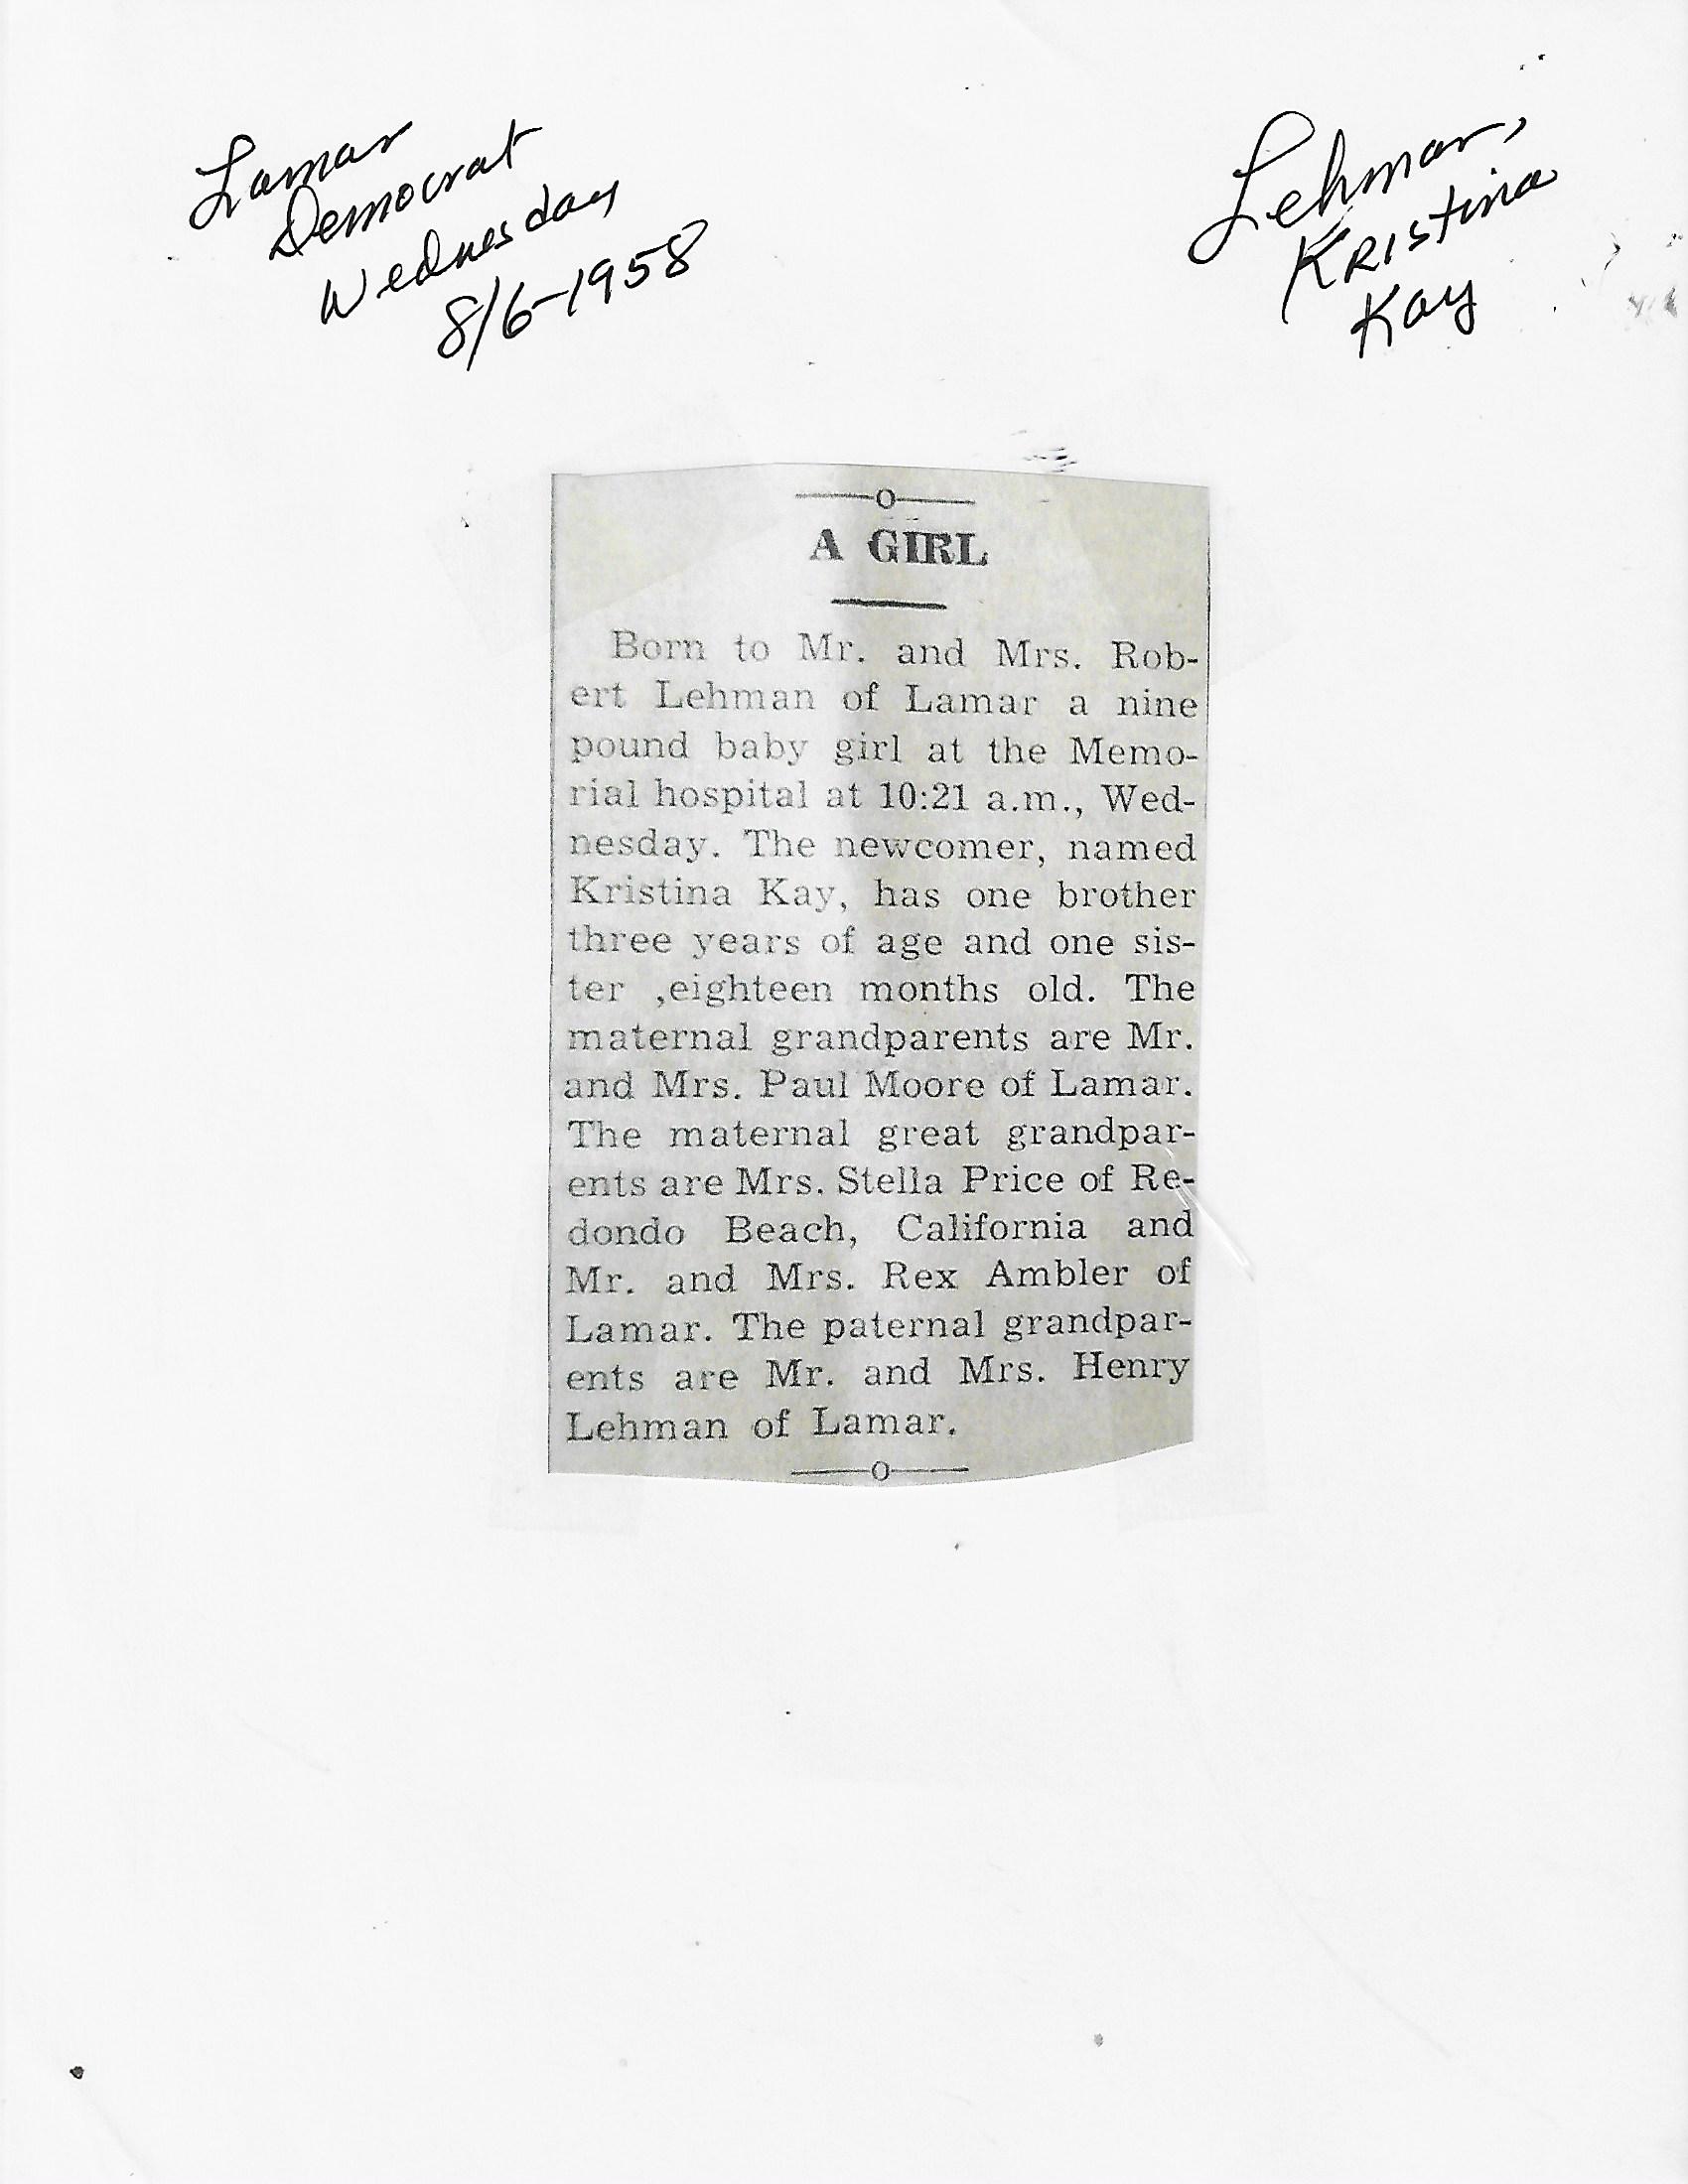 Lamar
Democrat
Wednesday
8/6-1958
Lehman,
Kristina
Kay
A GIRL
Born to Mr. and Mrs. Rob-
ert Lehman of Lamar a nine
pound baby girl at the Memo-
rial hospital at 10:21 a.m., Wed-
nesday. The newcomer, named
Kristina Kay, has one brother
three years of age and one sis-
ter ,eighteen months old. The
maternal grandparents are Mr.
and Mrs. Paul Moore of Lamar.
The maternal great grandpar-
ents are Mrs. Stella Price of Re-
dondo Beach, California and
Mr. and Mrs. Rex Ambler of
Lamar. The paternal grandpar-
ents are Mr. and Mrs. Henry
Lehman of Lamar.